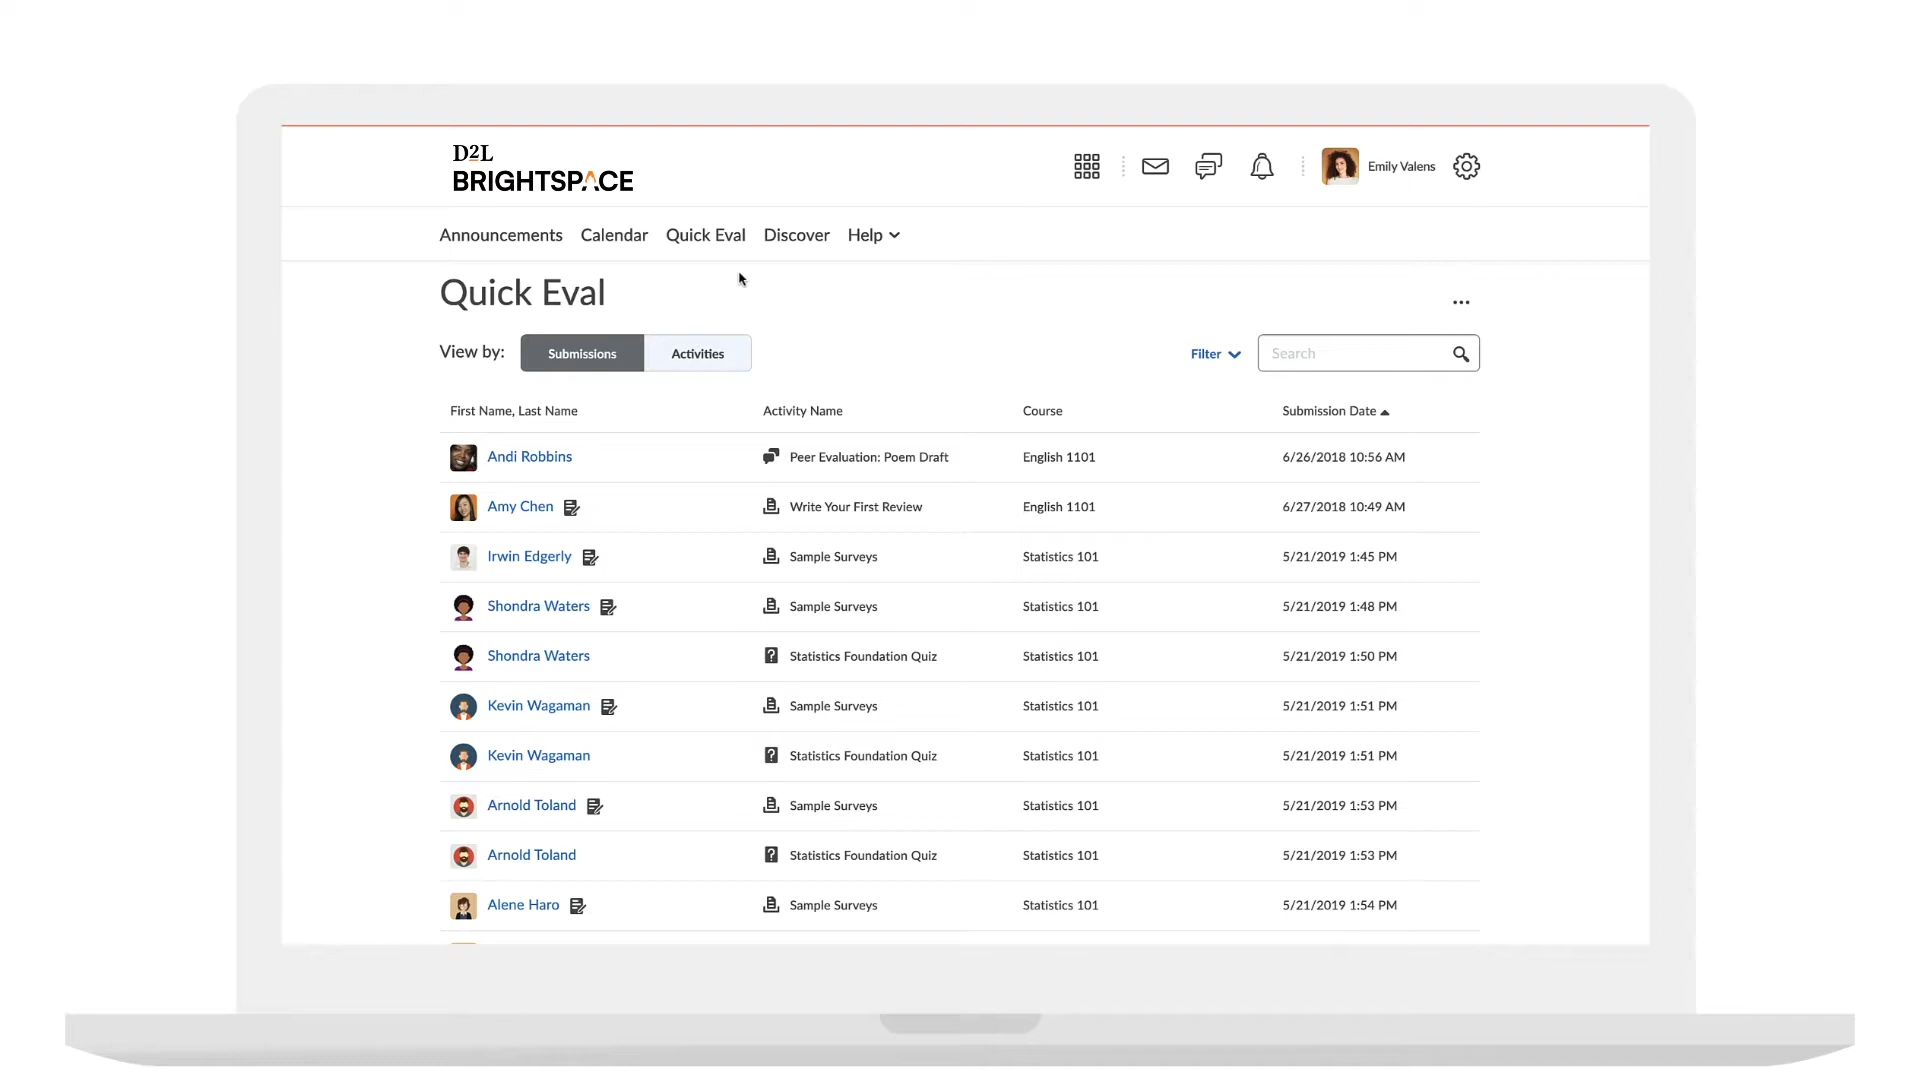 D2L
BRIGHTSPACE
Emily Valens
Announcements Calendar Quick Eval Discover Help
Quick Eval
View by: Submissions Activities Filter Search
First Name, Last Name Activity Name Course Submission Date
Andi Robbins Peer Evaluation: Poem Draft English 1101 6/26/2018 10:56 AM
Amy Chen Write Your First Review English 1101 6/27/2018 10:49 AM
Irwin Edgerly Sample Surveys Statistics 101 5/21/2019 1:45 PM
Shondra Waters Sample Surveys Statistics 101 5/21/2019 1:48 PM
Shondra Waters Statistics Foundation Quiz Statistics 101 5/21/2019 1:50 PM
Kevin Wagaman Sample Surveys Statistics 101 5/21/2019 1:51 PM
Kevin Wagaman Statistics Foundation Quiz Statistics 101 5/21/2019 1:51 PM
Arnold Toland Sample Surveys Statistics 101 5/21/2019 1:53 PM
Arnold Toland Statistics Foundation Quiz Statistics 101 5/21/2019 1:53 PM
Alene Haro Sample Surveys Statistics 101 5/21/2019 1:54 PM